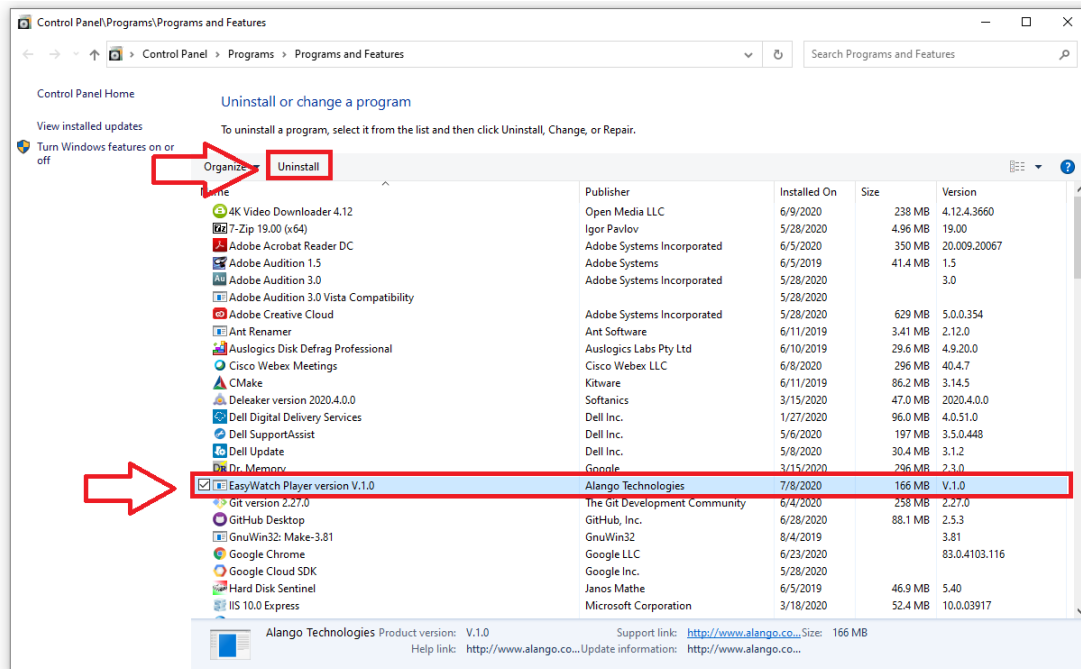 Control Panel\Programs\Programs and Features
Control Panel > Programs > Programs and Features
Search Programs and Features
Control Panel Home
View installed updates
Turn Windows features on or
off
Uninstall or change a program
To uninstall a program, select it from the list and then click Uninstall, Change, or Repair.
Organize Uninstall
Publisher Installed On Size Version
4K Video Downloader 4.12 Open Media LLC 6/9/2020 238 MB 4.12.4.3660
7-Zip 19.00 (x64) Igor Pavlov 5/28/2020 4.96 MB 19.00
Adobe Acrobat Reader DC Adobe Systems Incorporated 6/5/2020 350 MB 20.009.20067
Adobe Audition 1.5 Adobe Systems 6/5/2019 41.4 MB 1.5
Adobe Audition 3.0 Adobe Systems Incorporated 5/28/2020 3.0
Adobe Audition 3.0 Vista Compatibility 5/28/2020
Adobe Creative Cloud Adobe Systems Incorporated 5/28/2020 629 MB 5.0.0.354
Ant Renamer Ant Software 6/11/2019 3.41 MB 2.12.0
Auslogics Disk Defrag Professional Auslogics Labs Pty Ltd 6/10/2019 29.6 MB 4.9.20.0
Cisco Webex Meetings Cisco Webex LLC 6/8/2020 296 MB 40.4.7
CMake Kitware 6/11/2019 86.2 MB 3.14.5
Deleaker version 2020.4.0.0 Softanics 3/15/2020 47.0 MB 2020.4.0.0
Dell Digital Delivery Services Dell Inc. 1/27/2020 96.0 MB 4.0.51.0
Dell SupportAssist Dell Inc. 5/6/2020 197 MB 3.5.0.448
Dell Update Dell Inc. 5/8/2020 30.4 MB 3.1.2
Dr. Memory Google 3/15/2020 296 MB 2.3.0
EasyWatch Player version V.1.0 Alango Technologies 7/8/2020 166 MB V.1.0
Git version 2.27.0 The Git Development Community 6/4/2020 258 MB 2.27.0
GitHub Desktop GitHub, Inc. 6/28/2020 88.1 MB 2.5.3
GnuWin32: Make-3.81 GnuWin32 8/4/2019 3.81
Google Chrome Google LLC 6/23/2020 83.0.4103.116
Google Cloud SDK Google Inc. 5/28/2020
Hard Disk Sentinel Janos Mathe 6/5/2019 46.9 MB 5.40
IIS 10.0 Express Microsoft Corporation 3/18/2020 52.4 MB 10.0.03917
Alango Technologies Product version: V.1.0 Support link: http://www.alango.co... Size: 166 MB
Help link: http://www.alango.co... Update information: http://www.alango.co...